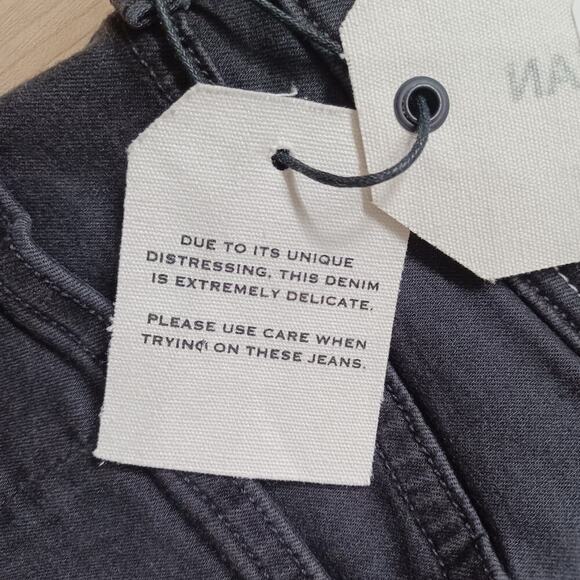 DUE TO ITS UNIQUE
DISTRESSING, THIS DENIM
IS EXTREMELY DELICATE.
PLEASE USE CARE WHEN
TRYING ON THESE JEANS.